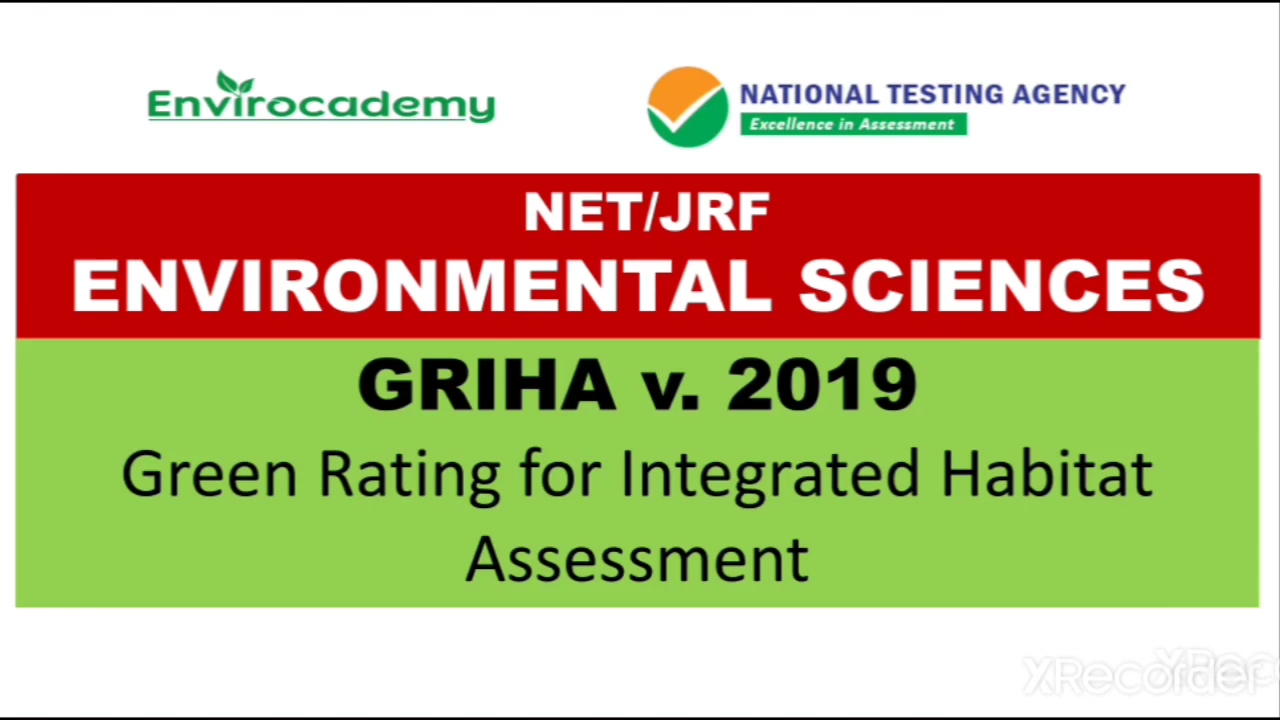 Envirocademy
NATIONAL TESTING AGENCY
Excellence in Assessment
NET/JRF
ENVIRONMENTAL SCIENCES
GRIHA v. 2019
Green Rating for Integrated Habitat
Assessment
XRecorder